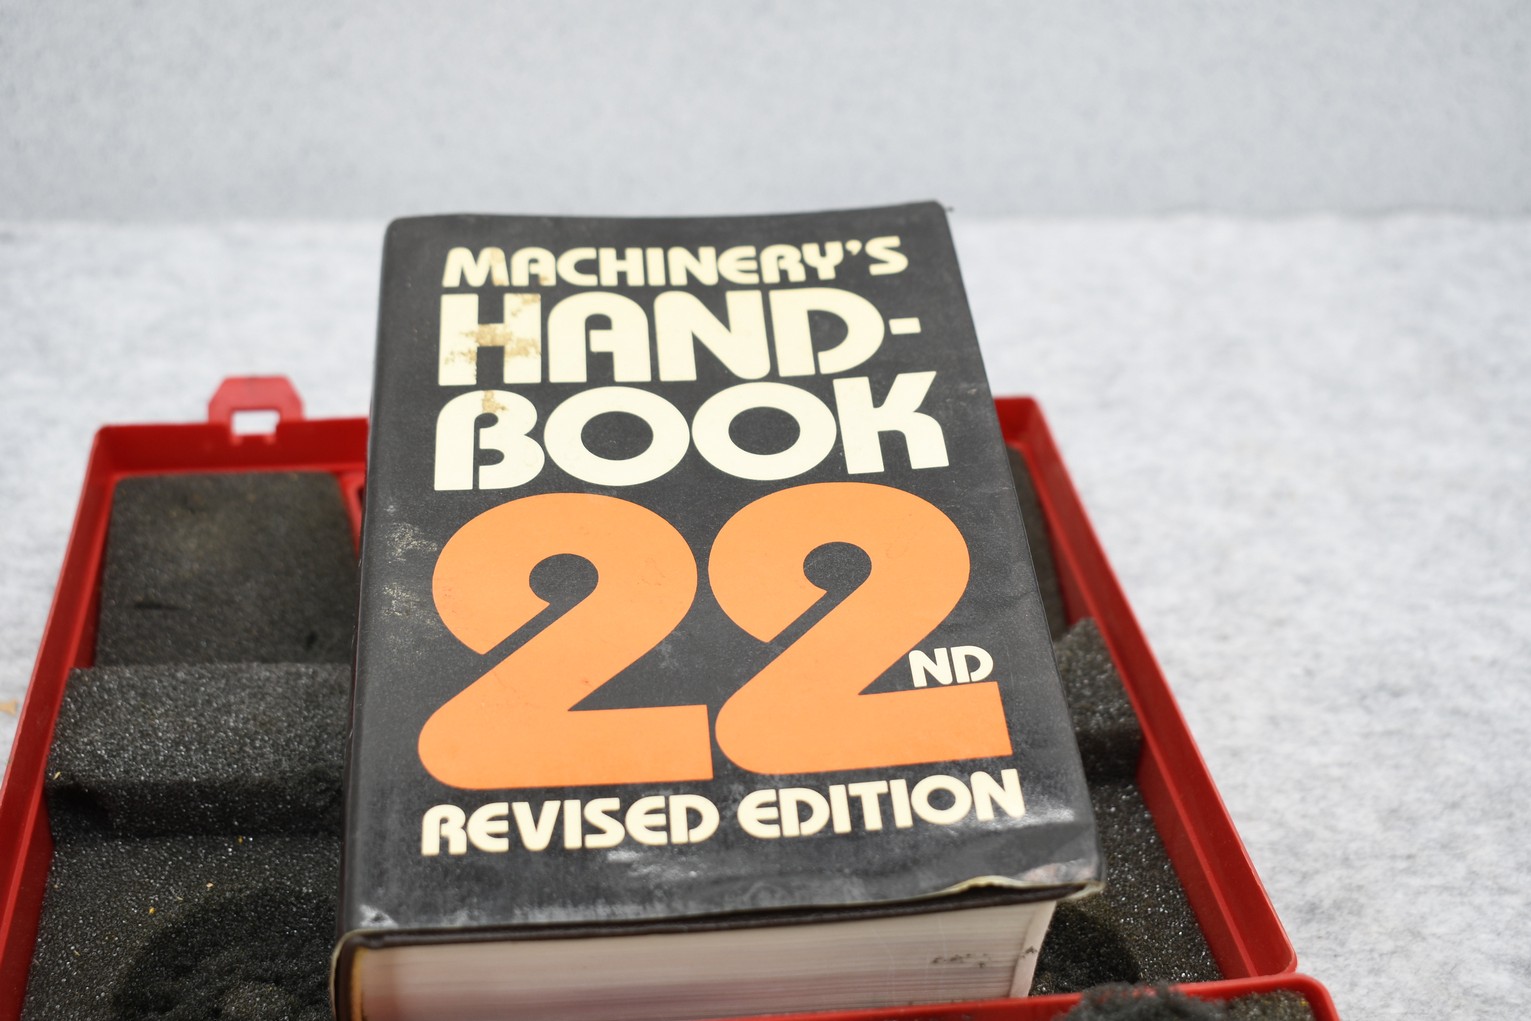 MACHINERY'S
HAND-
BOOK
22ND
REVISED EDITION